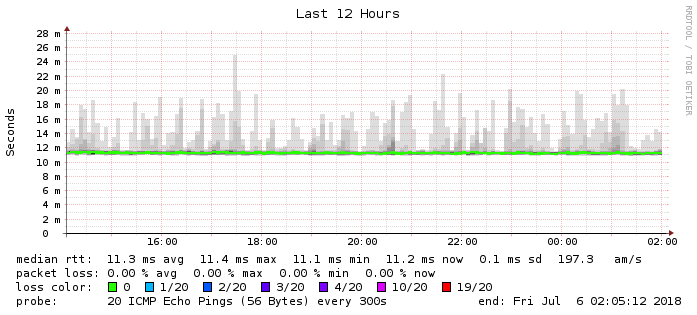 Last 12 Hours
RRDTOOL / TOBI OETIKER
Seconds
28 m
26 m
24 m
22 m
20 m
18 m
16 m
14 m
12 m
10 m
8 m
6 m
4 m
2 m
0
16:00 18:00 20:00 22:00 00:00 02:00
median rtt: 11.3 ms avg 11.4 ms max 11.1 ms min 11.2 ms now 0.1 ms sd 197.3 am/s
packet loss: 0.00 % avg 0.00 % max 0.00 % min 0.00 % now
loss color: 0 1/20 2/20 3/20 4/20 10/20 19/20
probe: 20 ICMP Echo Pings (56 Bytes) every 300s end: Fri Jul 6 02:05:12 2018